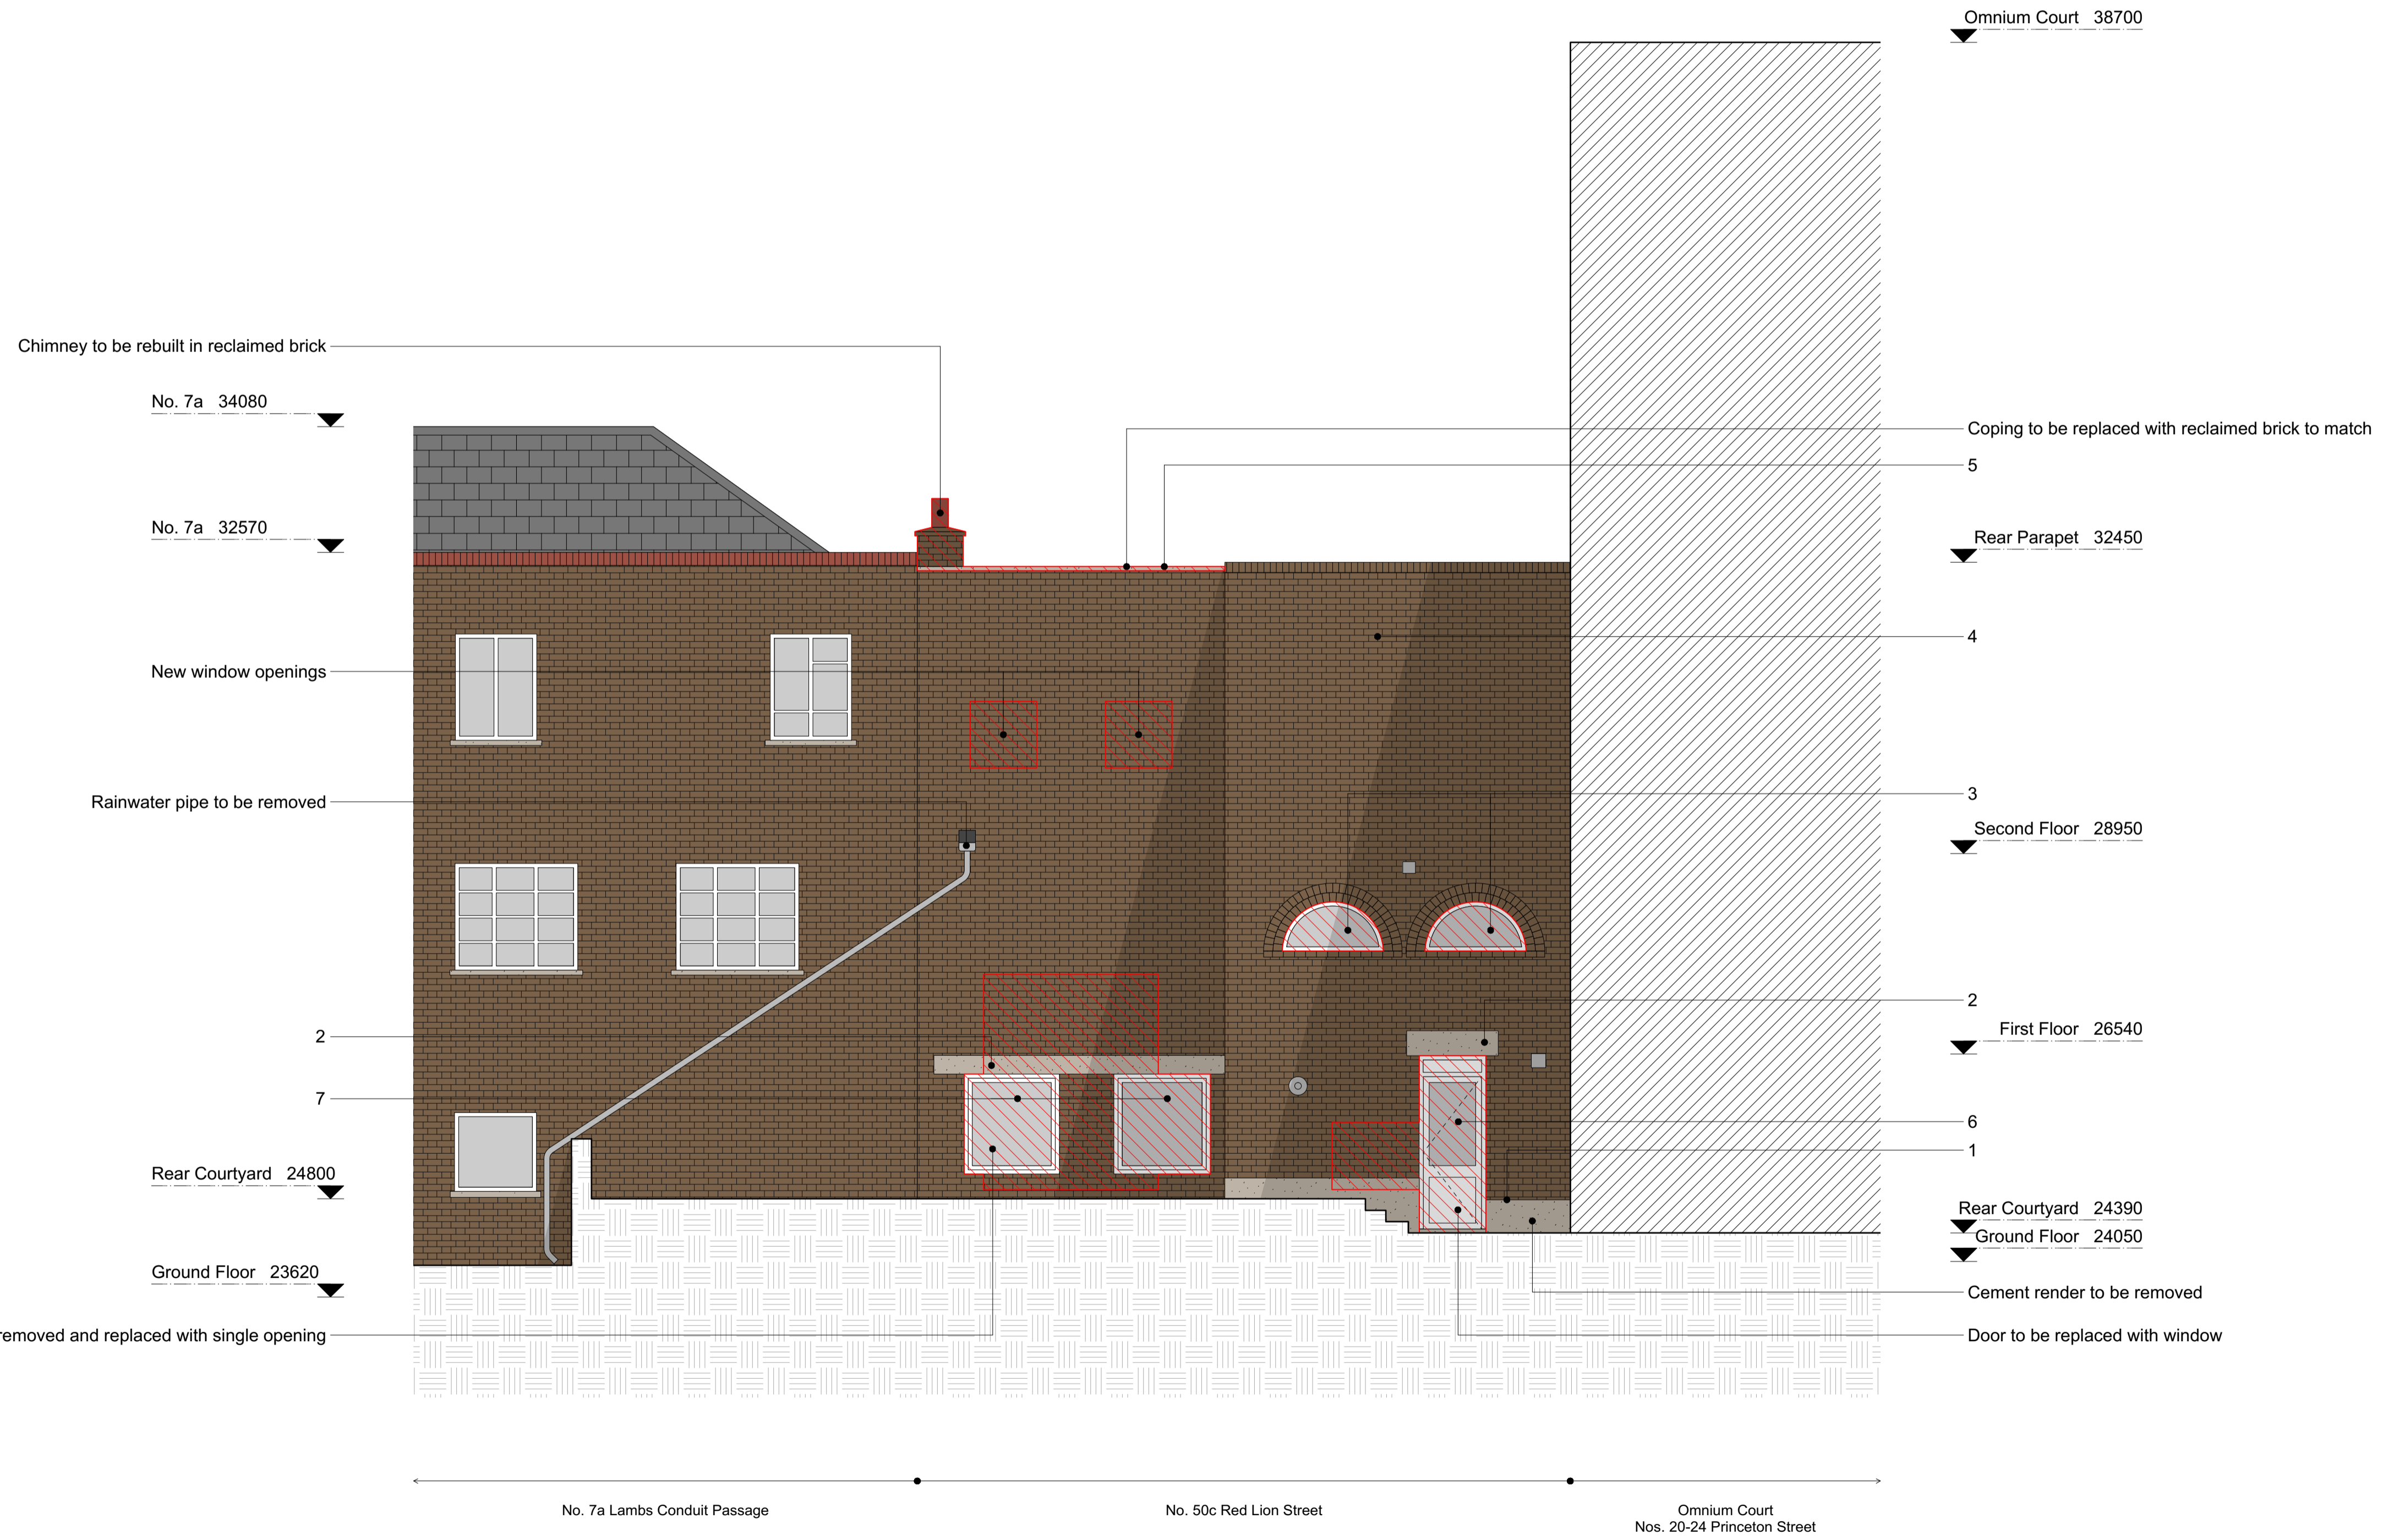 Omnium Court 38700
Chimney to be rebuilt in reclaimed brick
No. 7a 34080
Coping to be replaced with reclaimed brick to match
5
No. 7a 32570
Rear Parapet 32450
4
New window openings
3
Rainwater pipe to be removed
Second Floor 28950
2
First Floor 26540
2
7
6
1
Rear Courtyard 24800
Rear Courtyard 24390
Ground Floor 24050
Ground Floor 23620
Cement render to be removed
removed and replaced with single opening
Door to be replaced with window
No. 7a Lambs Conduit Passage
No. 50c Red Lion Street
Omnium Court
Nos. 20-24 Princeton Street